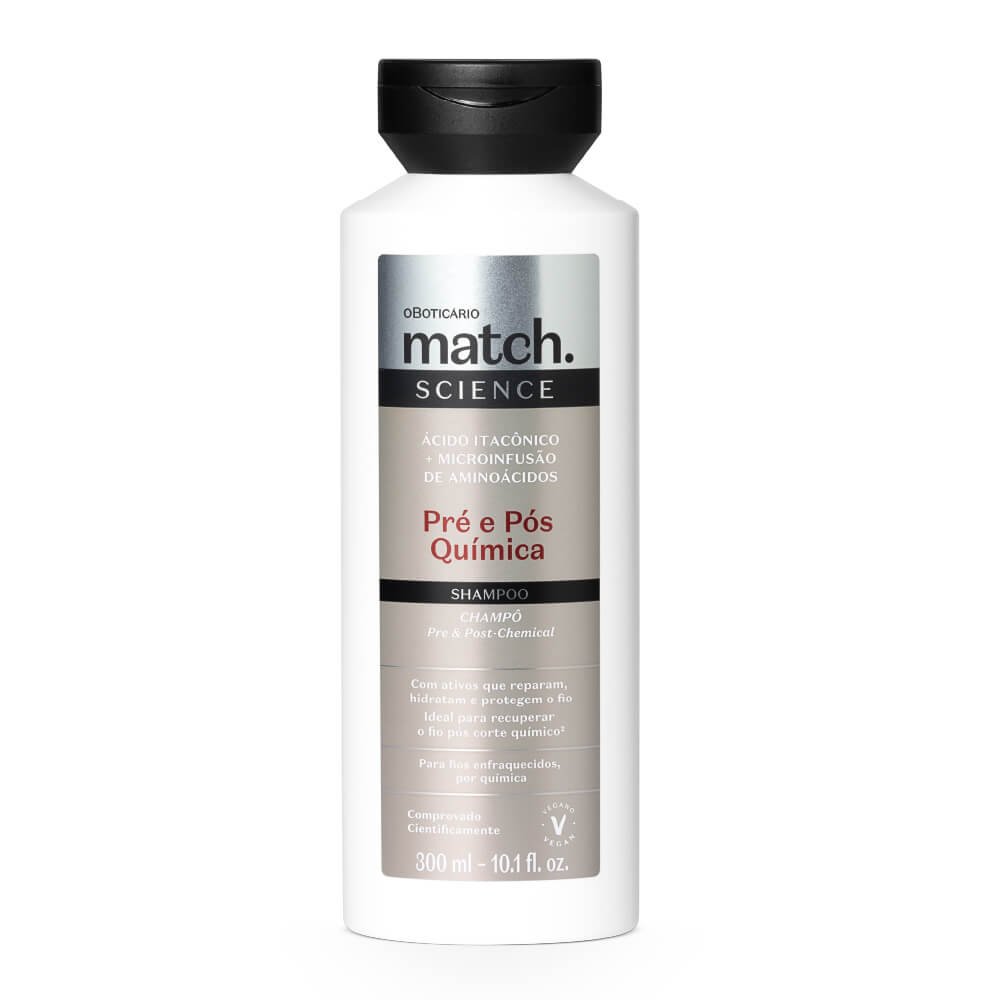 oBOTICÁRIO
match.
SCIENCE
ÁCIDO ITACÔNICO
+ MICROINFUSÃO
DE AMINOÁCIDOS
Pré e Pós
Química
SHAMPOO
CHAMPÔ
Pre & Post-Chemical
Com ativos que reparam,
hidratam e protegem o fio
Ideal para recuperar
o fio pós corte químico²
Para fios enfraquecidos,
por química
Comprovado
Cientificamente
VEGANO
V
VEGAN
300 ml - 10.1 fl. oz.